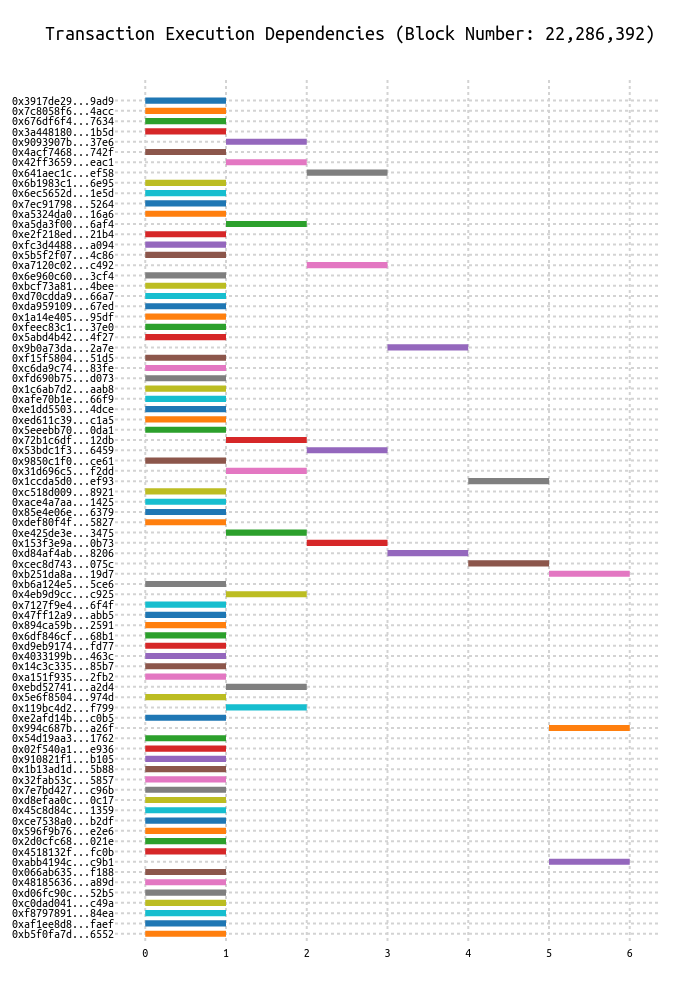 Transaction Execution Dependencies (Block Number: 22,286,392)
0x3917de29...9ad9
0x7c8058f6...4acc
0x676df6f4...7634
0x3a448180...1b5d
0x9093907b...37e6
0x4acf7468...742f
0x42ff3659...eac1
0x641aec1c...ef58
0x6b1983c1...6e95
0x6ec5652d...1e5d
0x7ec91798...5264
0xa5324da0...16a6
0xa5da3f00...6af4
0xe2f218ed...21b4
0xfc3d4488...a094
0x5b5f2f07...4c86
0xa7120c02...c492
0x6e960c60...3cf4
0xbcf73a81...4bee
0xd70cdda9...66a7
0xda959109...67ed
0x1a14e405...95df
0xfeec83c1...37e0
0x5abd4b42...4f27
0x9b0a73da...2a7e
0xf15f5804...51d5
0xc6da9c74...83fe
0xfd690b75...d073
0x1c6ab7d2...aab8
0xafe70b1e...66f9
0xe1dd5503...4dce
0xed611c39...c1a5
0x5eeebb70...0da1
0x72b1c6df...12db
0x53bdc1f3...6459
0x9850c1f0...ce61
0x31d696c5...f2dd
0x1ccda5d0...ef93
0xc518d009...8921
0xace4a7aa...1425
0x85e4e06e...6379
0xdef80f4f...5827
0xe425de3e...3475
0x153f3e9a...0b73
0xd84af4ab...8206
0xcec8d743...075c
0xb251da8a...19d7
0xb6a124e5...5ce6
0x4eb9d9cc...c925
0x7127f9e4...6f4f
0x47ff12a9...abb5
0x894ca59b...2591
0x6df846cf...68b1
0xd9eb9174...fd77
0x4033199b...463c
0x14c3c335...85b7
0xa151f935...2fb2
0xebd52741...a2d4
0x5e6f8504...974d
0x119bc4d2...f799
0xe2afd14b...c0b5
0x994c687b...a26f
0x54d19aa3...1762
0x02f540a1...e936
0x910821f1...b105
0x1b13ad1d...5b88
0x32fab53c...5857
0x7e7bd427...c96b
0xd8efaa0c...0c17
0x45c8d84c...1359
0xce7538a0...b2df
0x596f9b76...e2e6
0x2d0cfc68...021e
0x4518132f...fc0b
0xabb4194c...c9b1
0x066ab635...f188
0x48185636...a89d
0xd06fc90c...52b5
0xc0dad041...c49a
0xf8797891...84ea
0xaf1ee8d8...faef
0xb5f0fa7d...6552
0 1 2 3 4 5 6